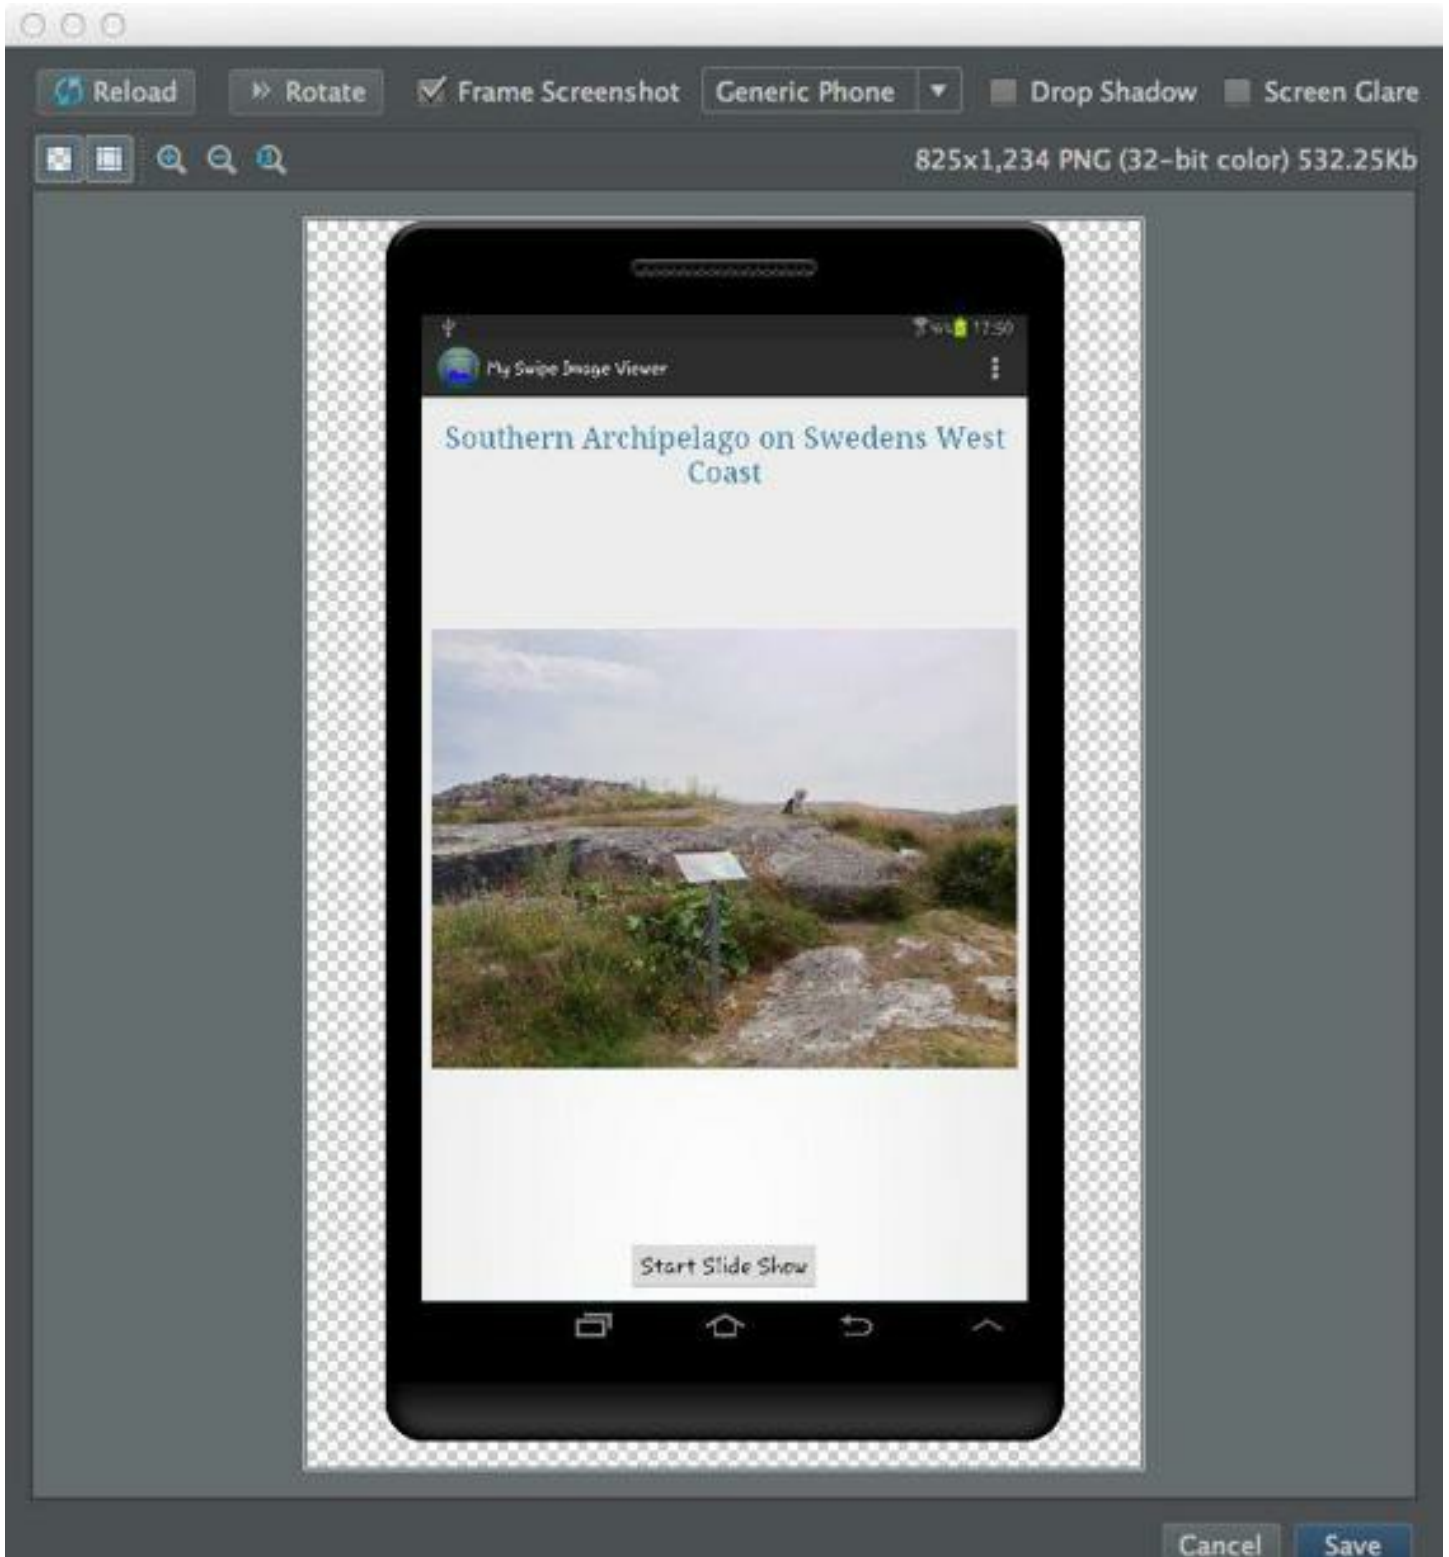 Reload Rotate Frame Screenshot Generic Phone Drop Shadow Screen Glare
825x1,234 PNG (32-bit color) 532.25Kb
17:50
My Swipe Image Viewer
Southern Archipelago on Swedens West
Coast
Start Slide Show
Cancel Save